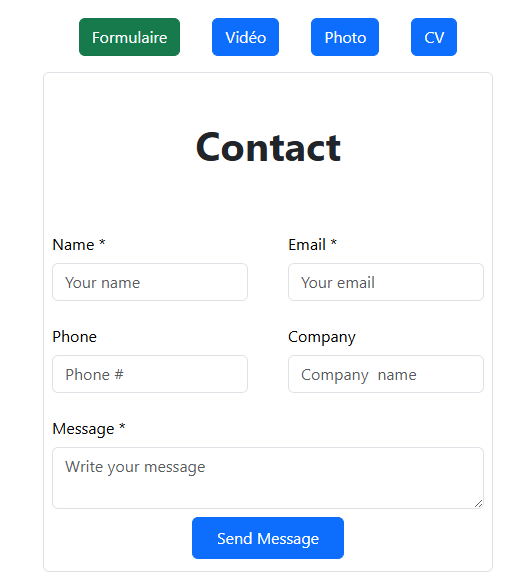 Formulaire Vidéo Photo CV
Contact
Name * Email *
Your name Your email
Phone Company
Phone # Company  name
Message *
Write your message
Send Message